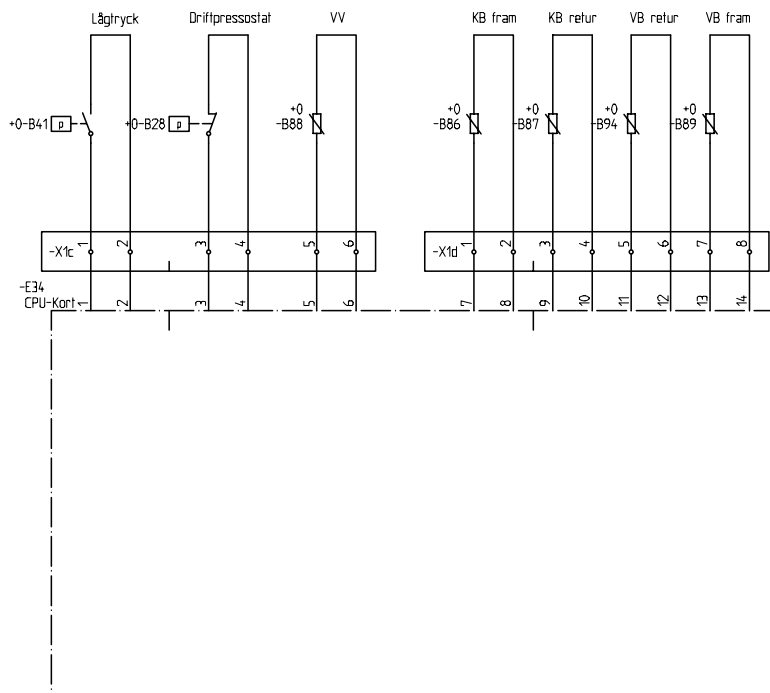 Lågtryck Driftpressostat VV KB fram KB retur VB retur VB fram
+0 +0 +0 +0 +0
+0-B41 p +0-B28 p -B88 -B86 -B87 -B94 -B89
-X1c 1 2 3 4 5 6 -X1d 1 2 3 4 5 6 7 8
-E34
CPU-Kort 1 2 3 4 5 6 7 8 9 10 11 12 13 14